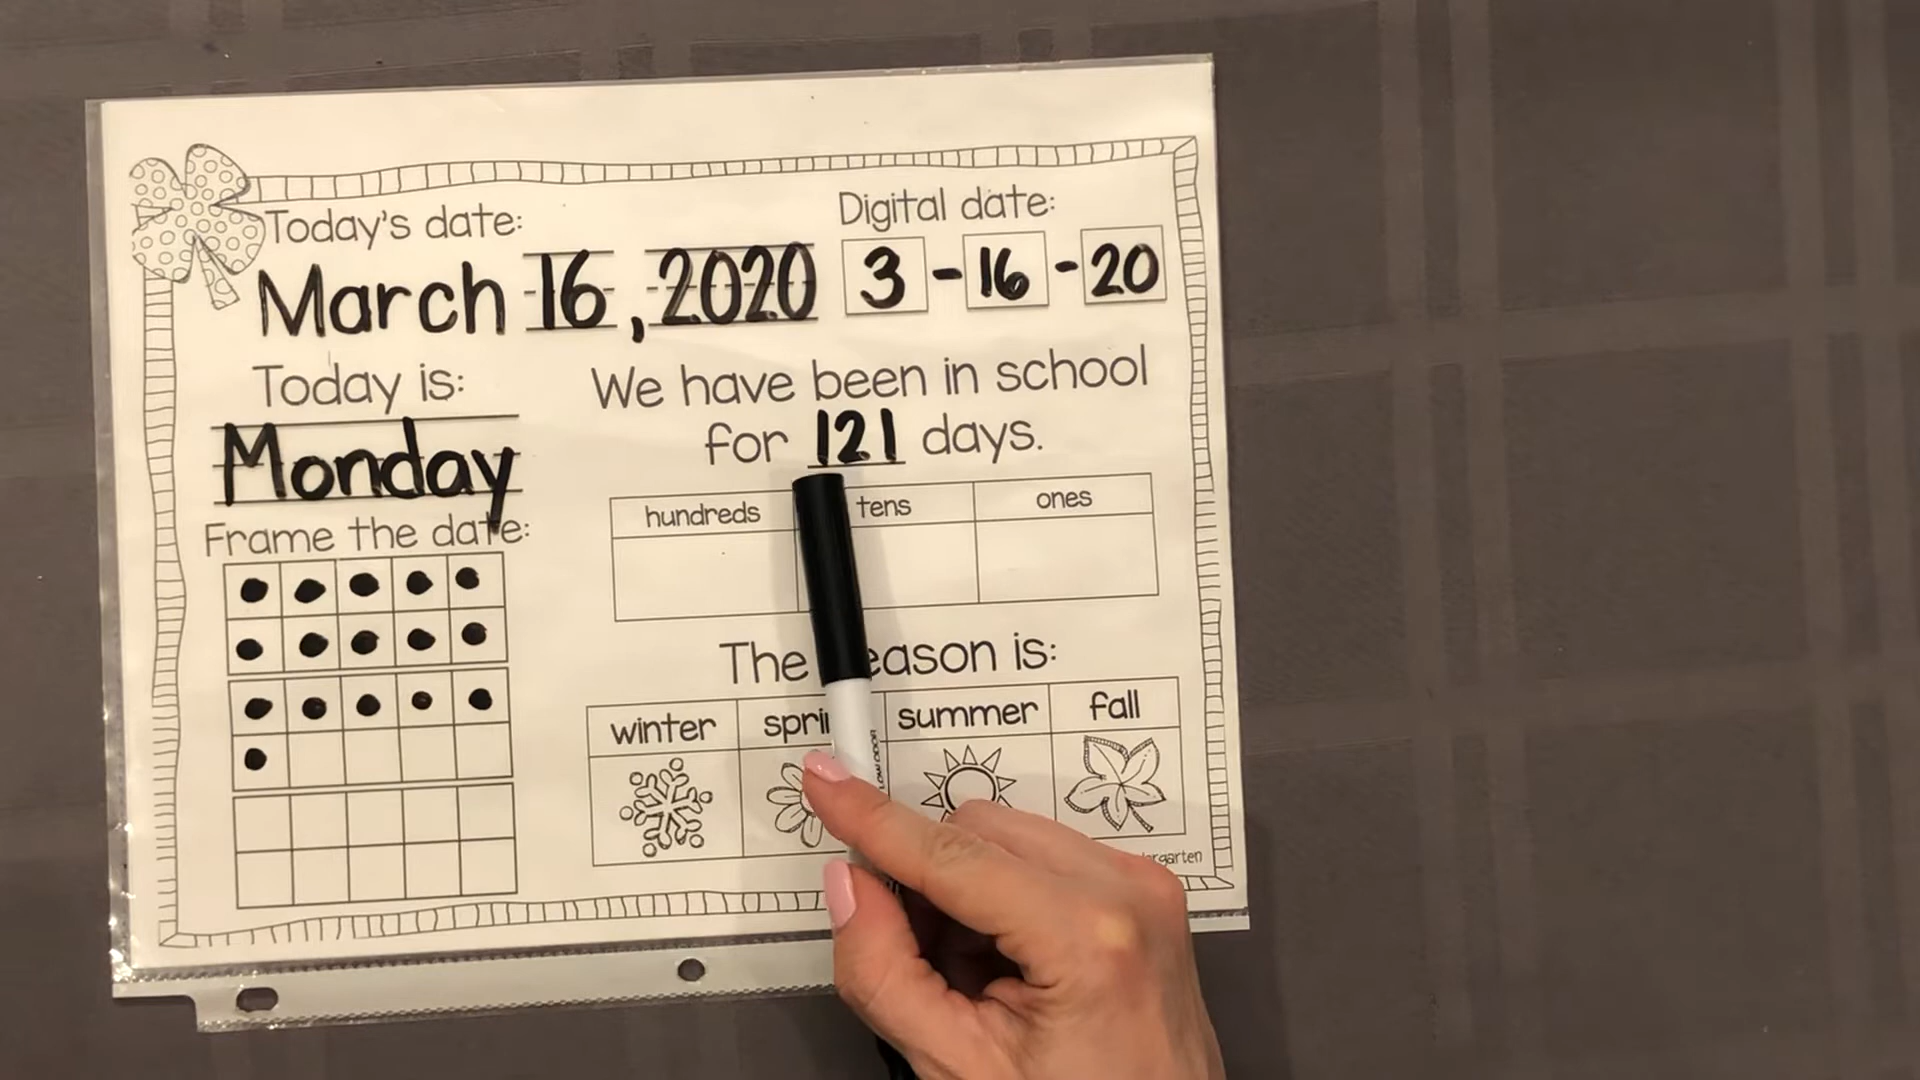 Today's date:
March 16, 2020
Digital date:
3 - 16 - 20
Today is:
Monday
We have been in school
for 121 days.
Frame the date:
hundreds tens ones
The eason is:
winter spri summer fall